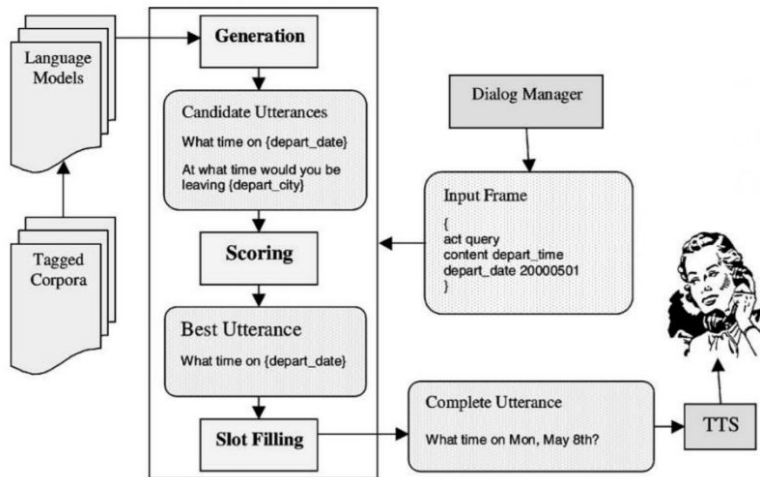 Language
Models
Tagged
Corpora
Generation
Candidate Utterances
What time on {depart_date}
At what time would you be
leaving {depart_city}
Scoring
Best Utterance
What time on {depart_date}
Slot Filling
Dialog Manager
Input Frame
{
act query
content depart_time
depart_date 20000501
}
Complete Utterance
What time on Mon, May 8th?
TTS